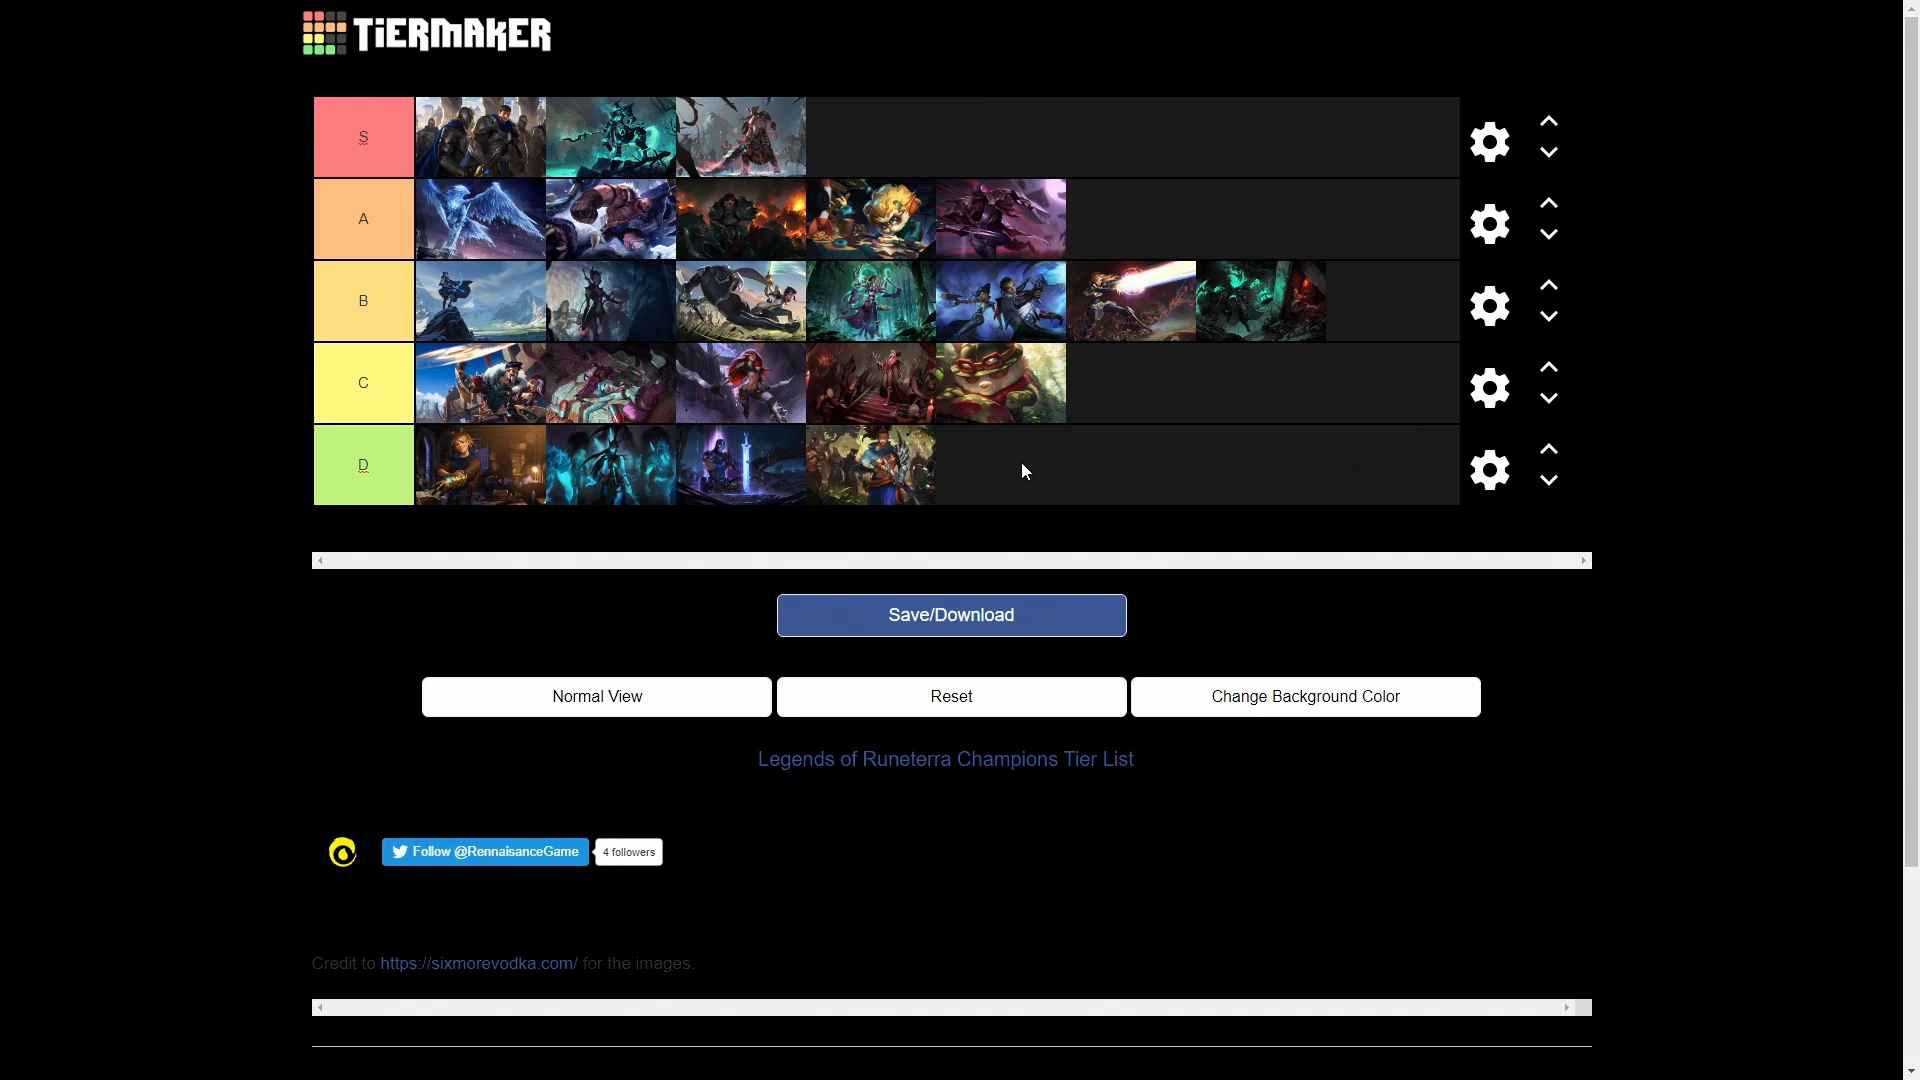 TiERMAKER
S
A
B
C
D
Save/Download
Normal View
Reset
Change Background Color
Legends of Runeterra Champions Tier List
Follow @RennaisanceGame
4 followers
Credit to https://sixmorevodka.com/ for the images.